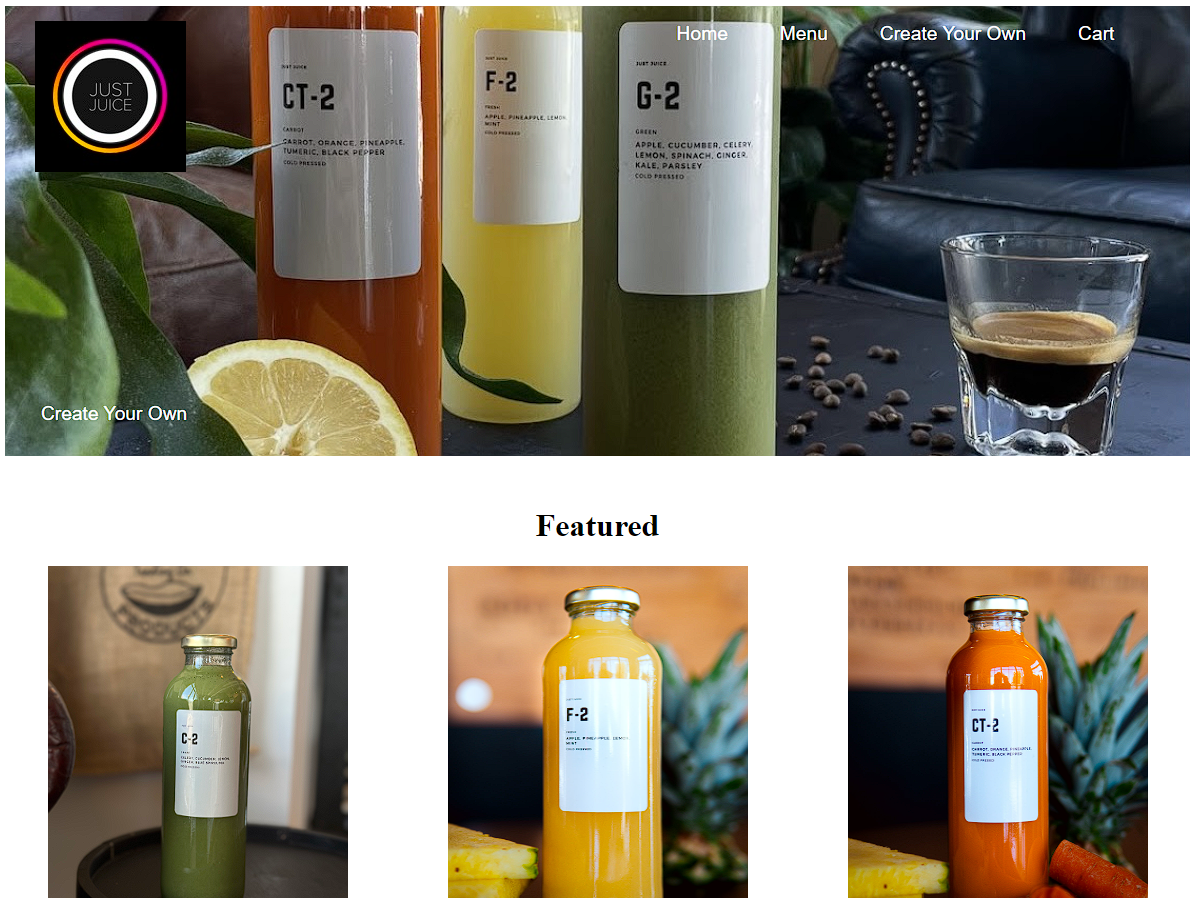 JUST
JUICE
Home
Menu
Create Your Own
Cart
JUST JUICE
CT-2
CARROT
CARROT, ORANGE, PINEAPPLE,
TUMERIC, BLACK PEPPER
COLD PRESSED
JUST JUICE
F-2
FRESH
APPLE, PINEAPPLE, LEMON,
MINT
COLD PRESSED
JUST JUICE
G-2
GREEN
APPLE, CUCUMBER, CELERY,
LEMON, SPINACH, GINGER,
KALE, PARSLEY
COLD PRESSED
Create Your Own
Featured
PRODUCTS
C-2
F-2
APPLE, PINEAPPLE, LEMON,
MINT
COLD PRESSED
CT-2
CARROT
CARROT, ORANGE, PINEAPPLE,
TUMERIC, BLACK PEPPER
COLD PRESSED